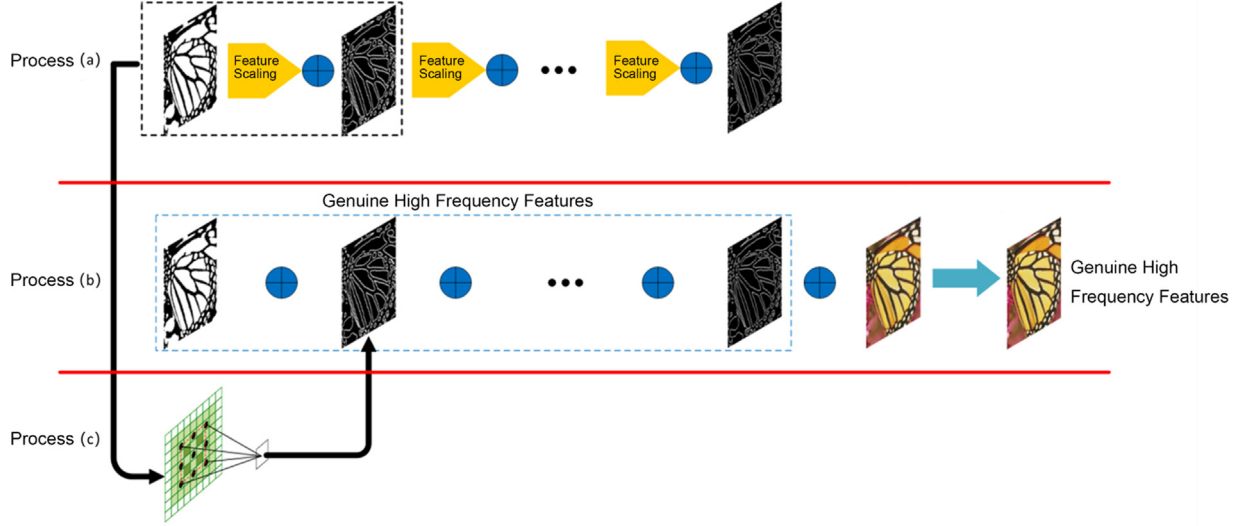 Process (a)
Feature
Scaling
Feature
Scaling
Feature
Scaling
Genuine High Frequency Features
Process (b)
Genuine High
Frequency Features
Process (c)